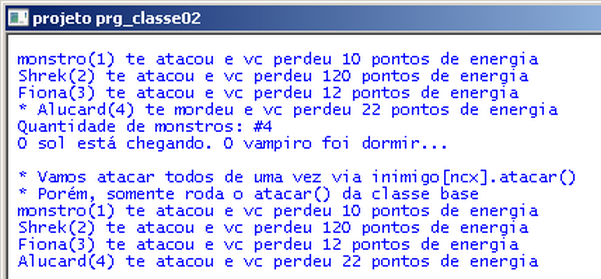 projeto prg_classe02
monstro(1) te atacou e vc perdeu 10 pontos de energia
Shrek(2) te atacou e vc perdeu 120 pontos de energia
Fiona(3) te atacou e vc perdeu 12 pontos de energia
* Alucard(4) te mordeu e vc perdeu 22 pontos de energia
Quantidade de monstros: #4
O sol está chegando. O vampiro foi dormir...
* Vamos atacar todos de uma vez via inimigo[ncx].atacar()
* Porém, somente roda o atacar() da classe base
monstro(1) te atacou e vc perdeu 10 pontos de energia
Shrek(2) te atacou e vc perdeu 120 pontos de energia
Fiona(3) te atacou e vc perdeu 12 pontos de energia
Alucard(4) te atacou e vc perdeu 22 pontos de energia